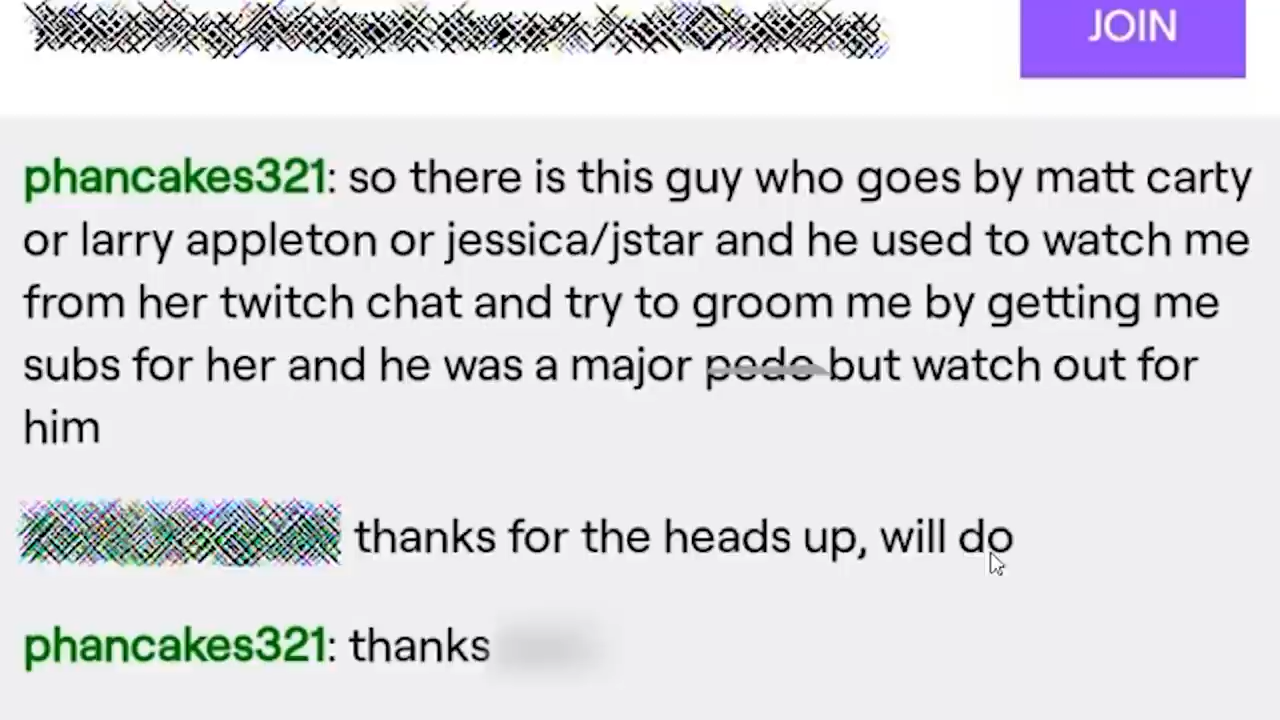 JOIN
phancakes321: so there is this guy who goes by matt carty
or larry appleton or jessica/jstar and he used to watch me
from her twitch chat and try to groom me by getting me
subs for her and he was a major pedo but watch out for
him
thanks for the heads up, will do
phancakes321: thanks